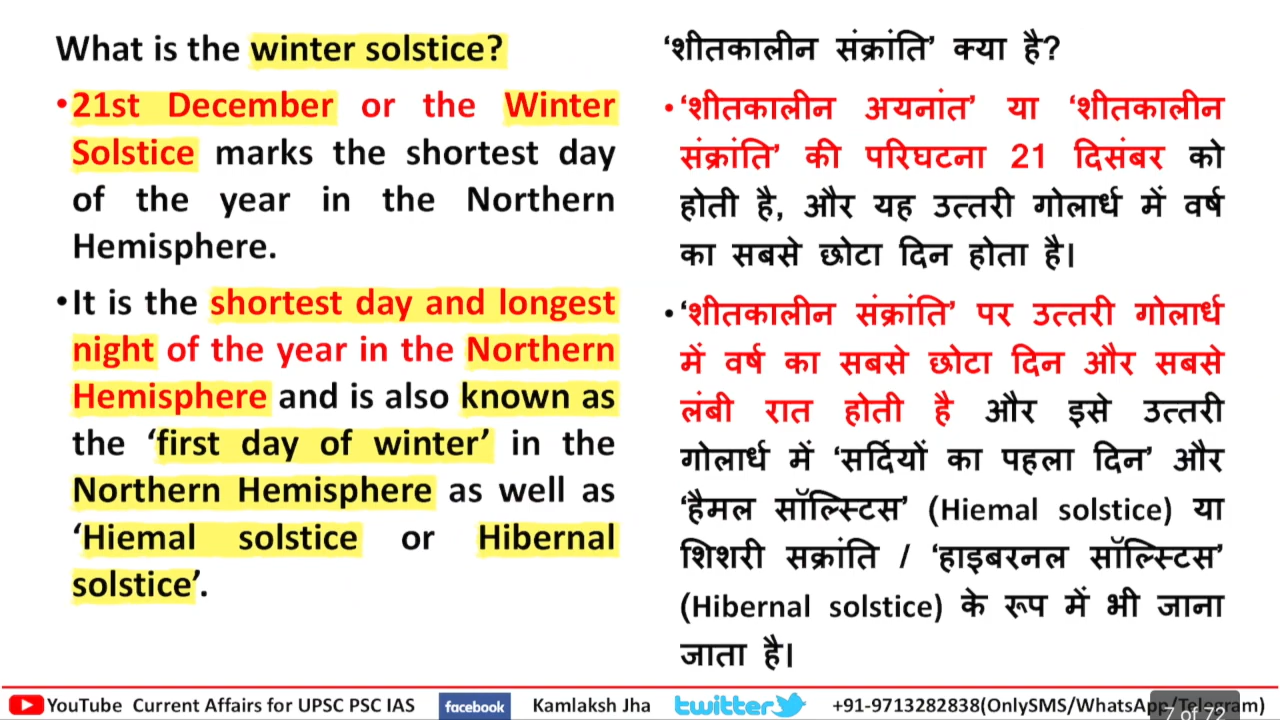 What is the winter solstice?
•21st December or the Winter
Solstice marks the shortest day
of the year in the Northern
Hemisphere.
•It is the shortest day and longest
night of the year in the Northern
Hemisphere and is also known as
the ‘first day of winter’ in the
Northern Hemisphere as well as
‘Hiemal solstice or Hibernal
solstice’.
‘शीतकालीन संक्रांति’ क्या है?
•‘शीतकालीन अयनांत’ या ‘शीतकालीन
संक्रांति’ की परिघटना 21 दिसंबर को
होती है, और यह उत्तरी गोलार्ध में वर्ष
का सबसे छोटा दिन होता है।
•‘शीतकालीन संक्रांति’ पर उत्तरी गोलार्ध
में वर्ष का सबसे छोटा दिन और सबसे
लंबी रात होती है और इसे उत्तरी
गोलार्ध में ‘सर्दियों का पहला दिन’ और
‘हैमल सॉल्स्टिस’ (Hiemal solstice) या
शिशरी सक्रांति / ‘हाइबरनल सॉल्स्टिस’
(Hibernal solstice) के रूप में भी जाना
जाता है।
YouTube Current Affairs for UPSC PSC IAS facebook Kamlaksh Jha twitter +91-9713282838(OnlySMS/WhatsApp/Telegram)
7 of 72